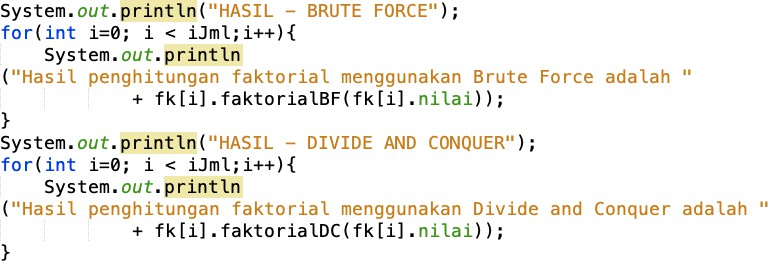 System.out.println("HASIL – BRUTE FORCE");
for(int i=0; i < iJml;i++){
    System.out.println
("Hasil penghitungan faktorial menggunakan Brute Force adalah "
            + fk[i].faktorialBF(fk[i].nilai));
}
System.out.println("HASIL – DIVIDE AND CONQUER");
for(int i=0; i < iJml;i++){
    System.out.println
("Hasil penghitungan faktorial menggunakan Divide and Conquer adalah "
            + fk[i].faktorialDC(fk[i].nilai));
}